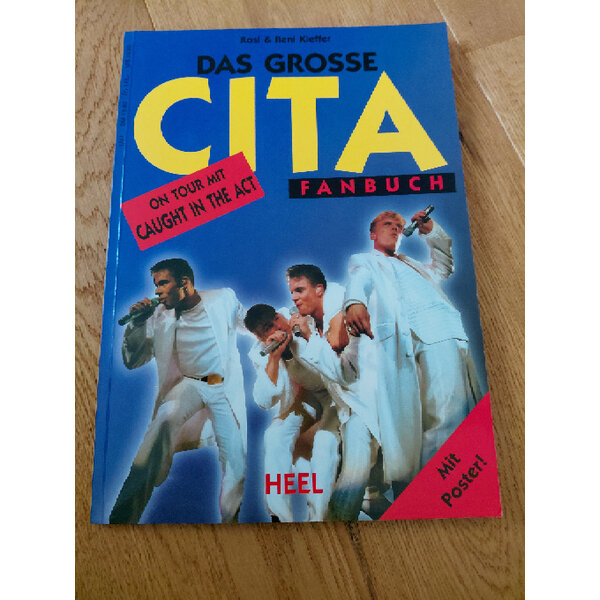 Rosi & Beni Kieffer
DAS GROSSE
CITA
FANBUCH
ON TOUR MIT
CAUGHT IN THE ACT
HEEL
Mit
Poster!